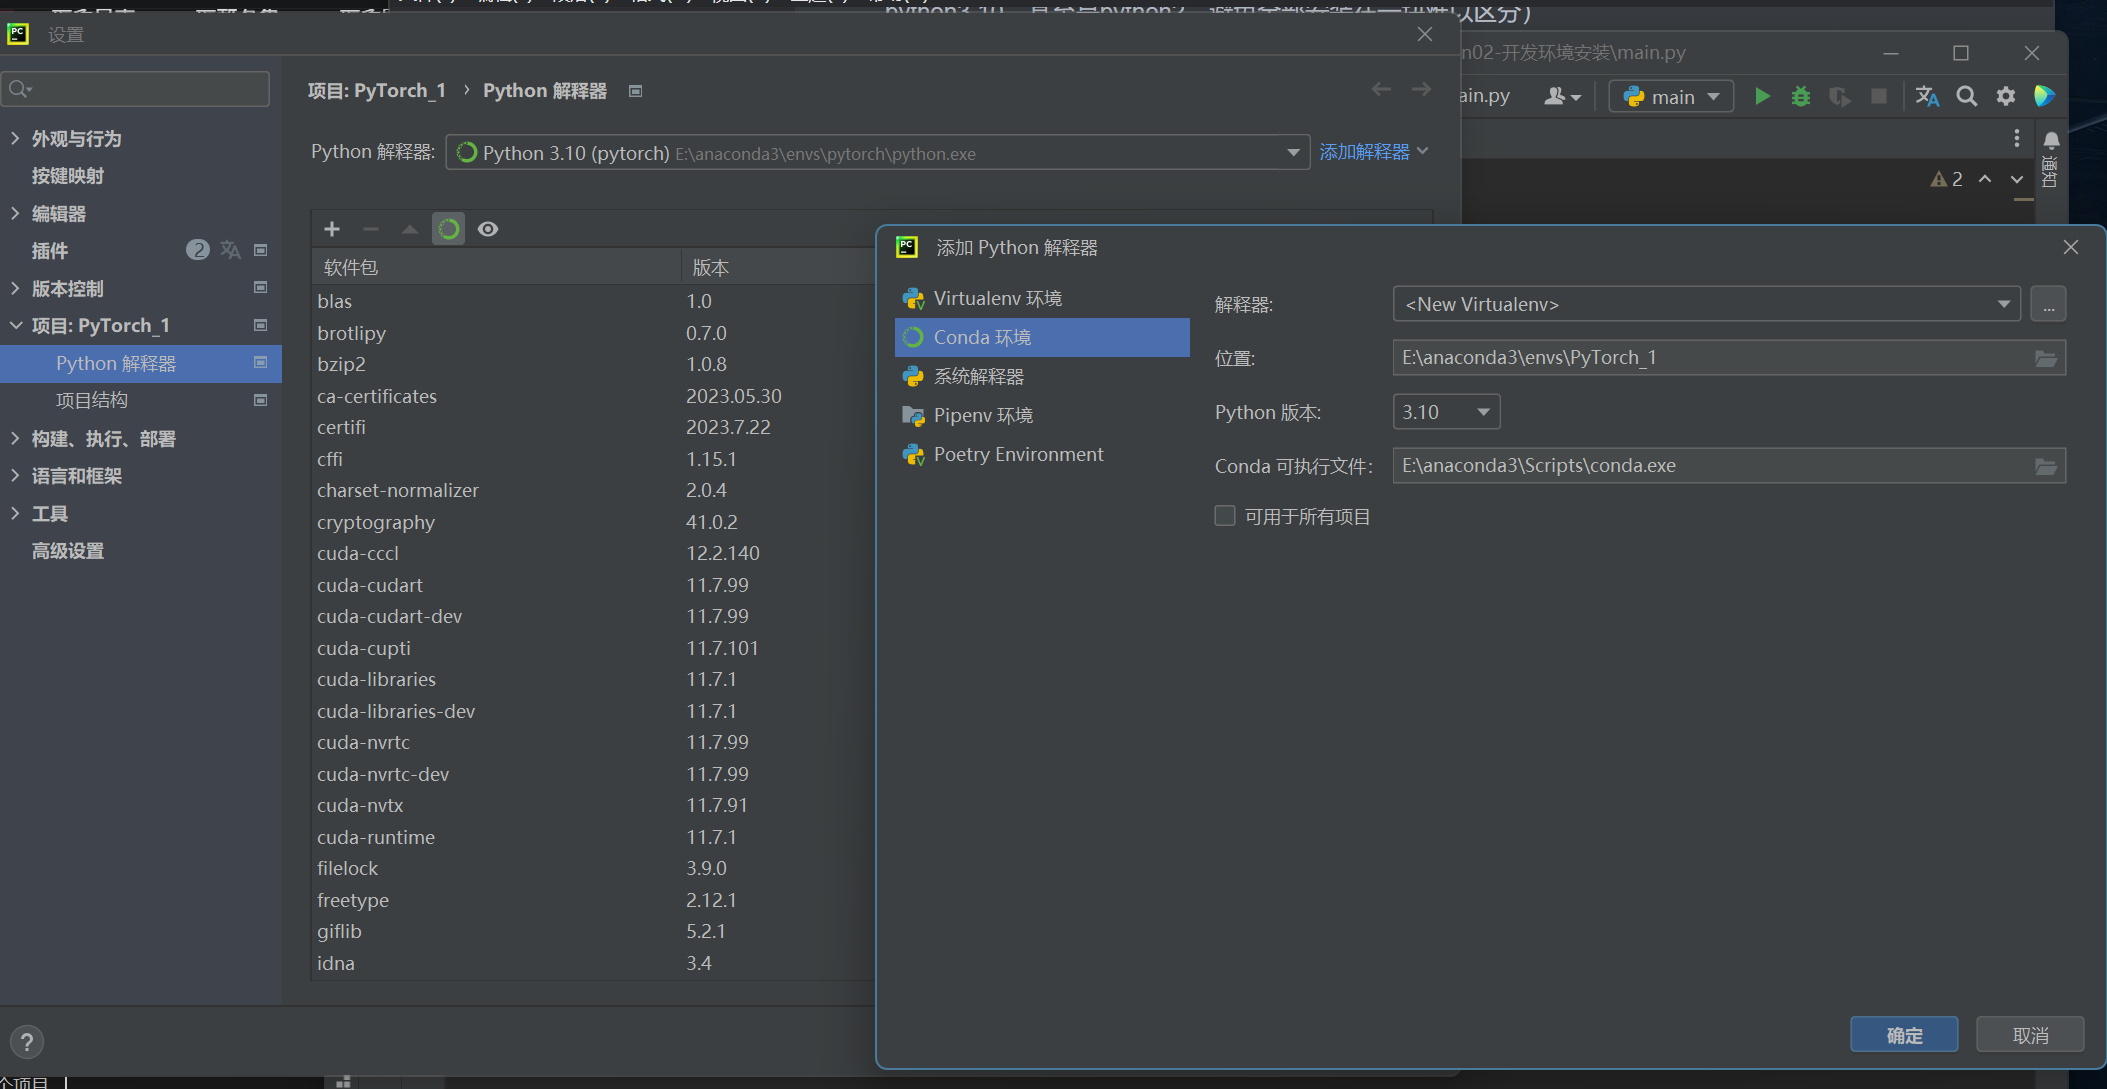 设置
项目: PyTorch_1 › Python 解释器
Python 解释器: Python 3.10 (pytorch) E:\anaconda3\envs\pytorch\python.exe 添加解释器
外观与行为
按键映射
编辑器
插件 2
版本控制
项目: PyTorch_1
Python 解释器
项目结构
构建、执行、部署
语言和框架
工具
高级设置
软件包 版本
blas 1.0
brotlipy 0.7.0
bzip2 1.0.8
ca-certificates 2023.05.30
certifi 2023.7.22
cffi 1.15.1
charset-normalizer 2.0.4
cryptography 41.0.2
cuda-cccl 12.2.140
cuda-cudart 11.7.99
cuda-cudart-dev 11.7.99
cuda-cupti 11.7.101
cuda-libraries 11.7.1
cuda-libraries-dev 11.7.1
cuda-nvrtc 11.7.99
cuda-nvrtc-dev 11.7.99
cuda-nvtx 11.7.91
cuda-runtime 11.7.1
filelock 3.9.0
freetype 2.12.1
giflib 5.2.1
idna 3.4
?
个项目
n02-开发环境安装\main.py
ain.py main
2
通知
添加 Python 解释器
Virtualenv 环境
Conda 环境
系统解释器
Pipenv 环境
Poetry Environment
解释器: <New Virtualenv> ...
位置: E:\anaconda3\envs\PyTorch_1
Python 版本: 3.10
Conda 可执行文件: E:\anaconda3\Scripts\conda.exe
可用于所有项目
确定 取消